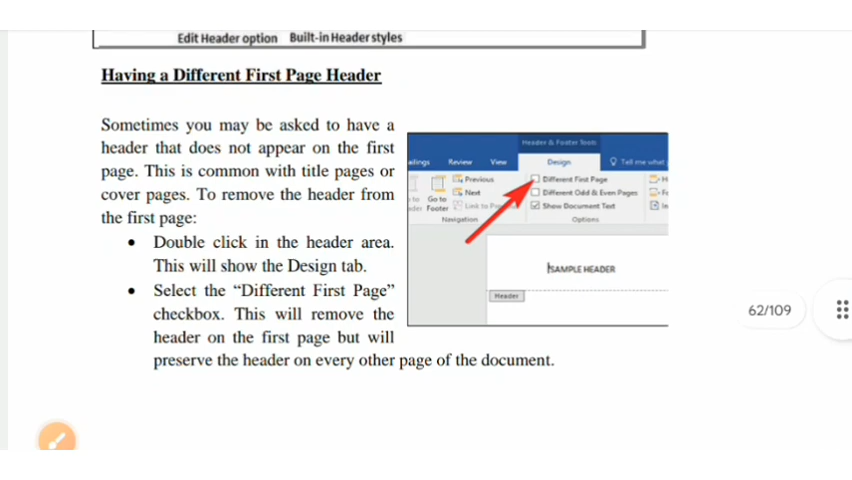 Edit Header option Built-in Header styles
Having a Different First Page Header
Sometimes you may be asked to have a
header that does not appear on the first
page. This is common with title pages or
cover pages. To remove the header from
the first page:
• Double click in the header area.
This will show the Design tab.
• Select the “Different First Page”
checkbox. This will remove the
header on the first page but will
preserve the header on every other page of the document.
Header & Footer Tools
ailings Review View Design Tell me what
Previous
Next
Go to
Footer
Navigation
Different First Page
Different Odd & Even Pages
Show Document Text
Options
SAMPLE HEADER
Header
62/109